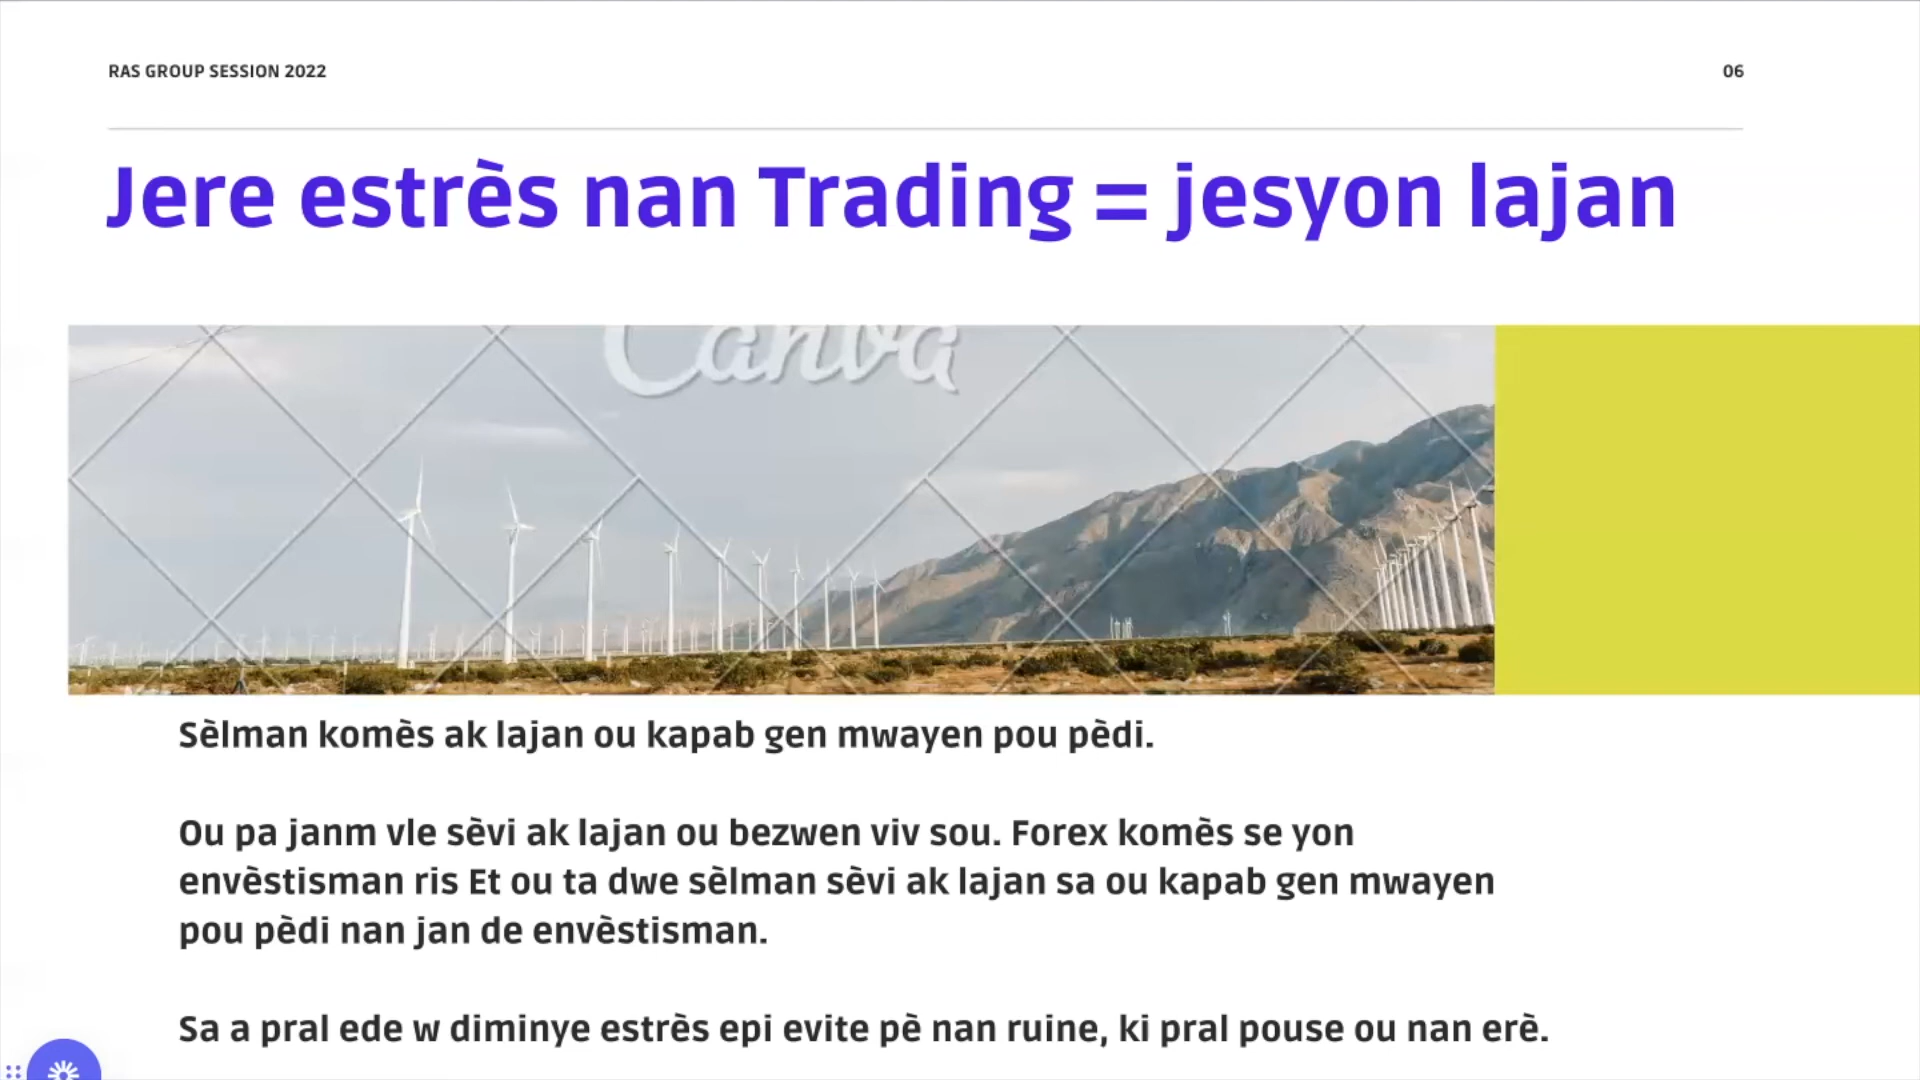 RAS GROUP SESSION 2022
06
Jere estrès nan Trading = jesyon lajan
Canva
Sèlman komès ak lajan ou kapab gen mwayen pou pèdi.
Ou pa janm vle sèvi ak lajan ou bezwen viv sou. Forex komès se yon
envèstisman ris Et ou ta dwe sèlman sèvi ak lajan sa ou kapab gen mwayen
pou pèdi nan jan de envèstisman.
Sa a pral ede w diminye estrès epi evite pè nan ruine, ki pral pouse ou nan erè.